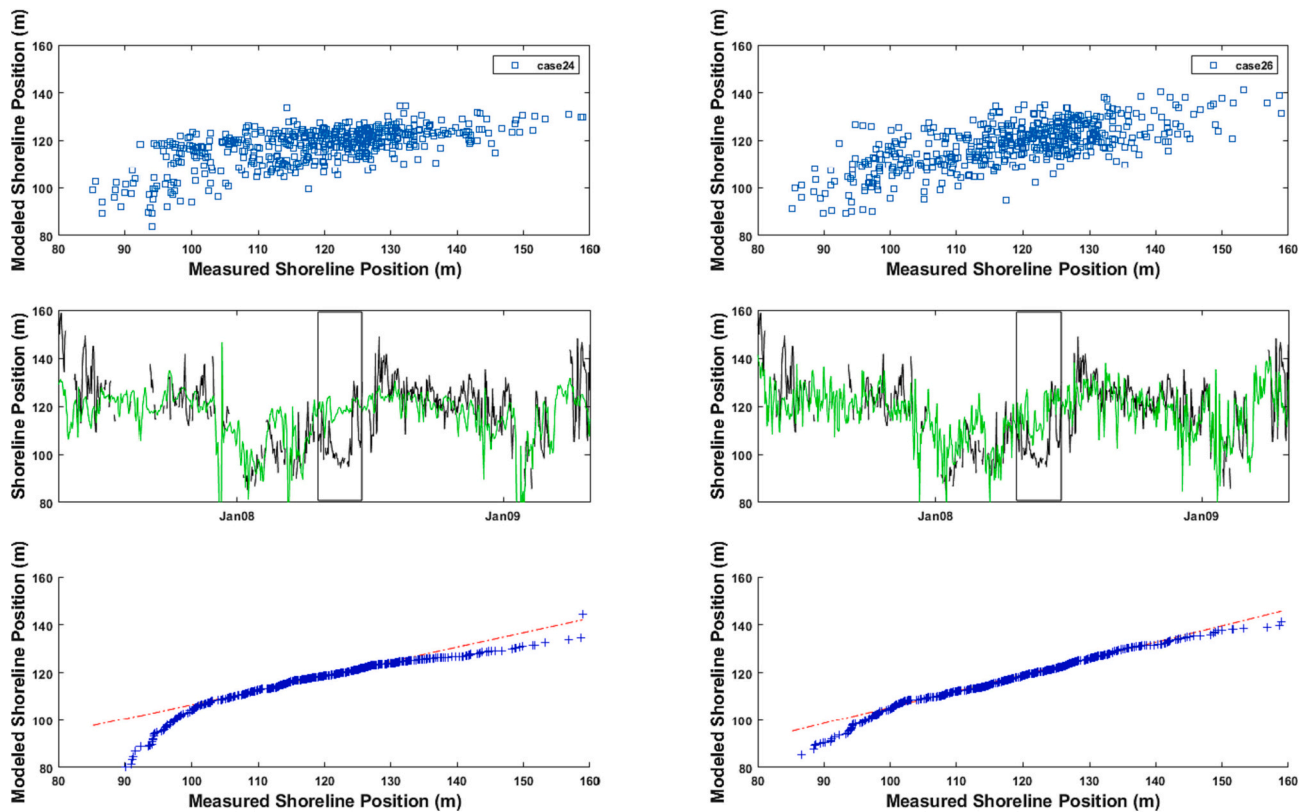 Modeled Shoreline Position (m)
160
140
120
100
80
case24
80 90 100 110 120 130 140 150 160
Measured Shoreline Position (m)
Modeled Shoreline Position (m)
160
140
120
100
80
case26
80 90 100 110 120 130 140 150 160
Measured Shoreline Position (m)
Shoreline Position (m)
160
140
120
100
80
Jan08 Jan09
Shoreline Position (m)
160
140
120
100
80
Jan08 Jan09
Modeled Shoreline Position (m)
160
140
120
100
80
80 90 100 110 120 130 140 150 160
Measured Shoreline Position (m)
Modeled Shoreline Position (m)
160
140
120
100
80
80 90 100 110 120 130 140 150 160
Measured Shoreline Position (m)